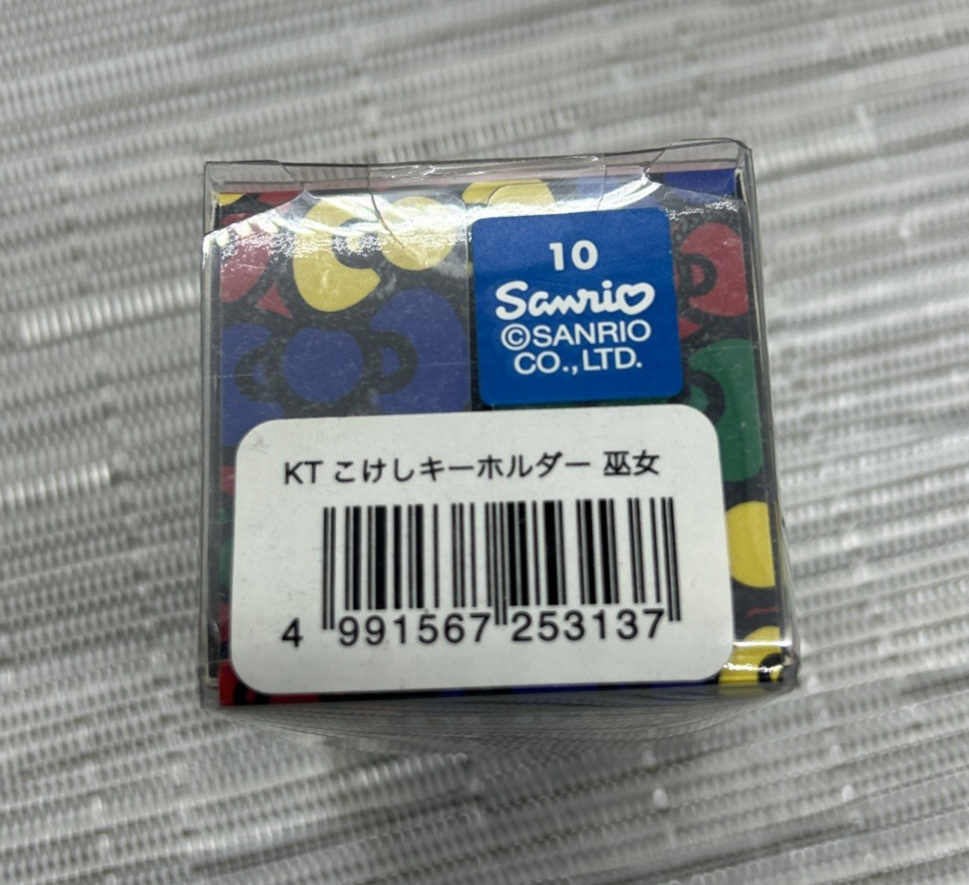 10
Sanrio
©SANRIO
CO.,LTD.
KT こけしキーホルダー 巫女
4 991567 253137